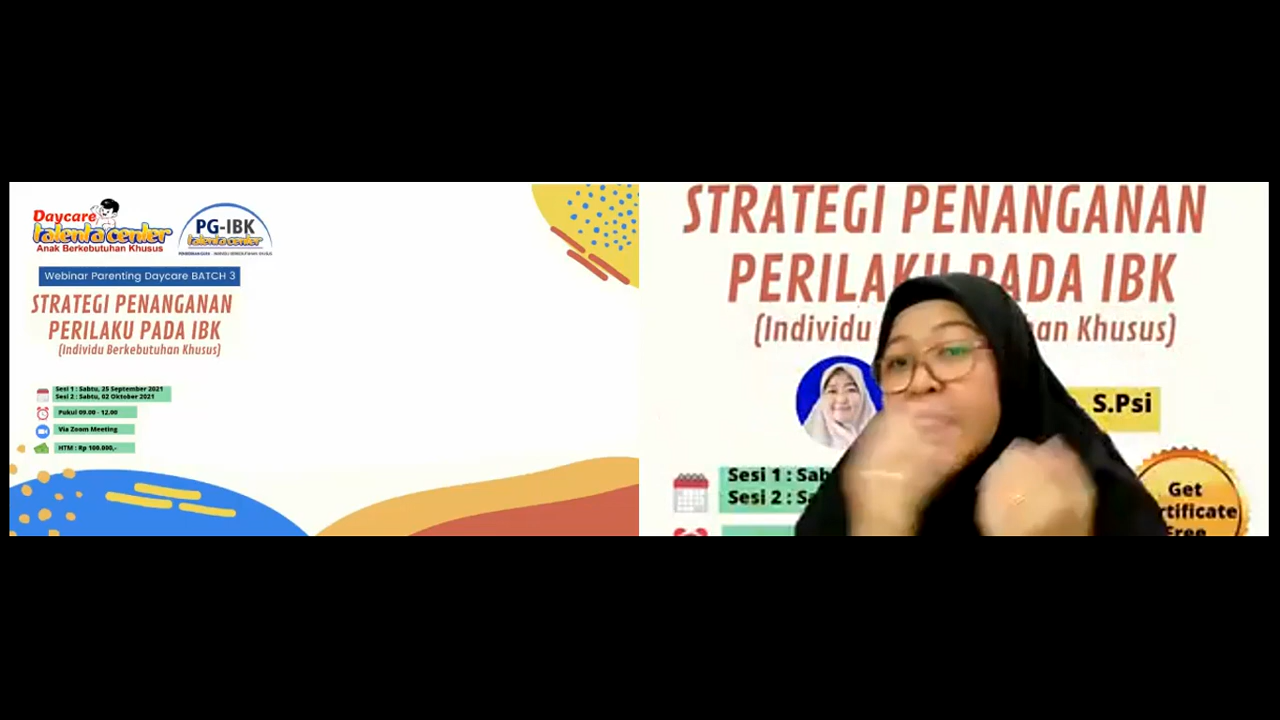 Daycare
talenta center
Anak Berkebutuhan Khusus
PG-IBK
talenta center
Webinar Parenting Daycare BATCH 3
STRATEGI PENANGANAN
PERILAKU PADA IBK
(Individu Berkebutuhan Khusus)
Sesi 1 : Sabtu, 25 September 2021
Sesi 2 : Sabtu, 02 Oktober 2021
Pukul 09.00 - 12.00
Via Zoom Meeting
HTM : Rp 100.000,-
STRATEGI PENANGANAN
PERILAKU PADA IBK
(Individu han Khusus)
S.Psi
Sesi 1 : Sab
Sesi 2 : Sa
Get
rtificate
Free